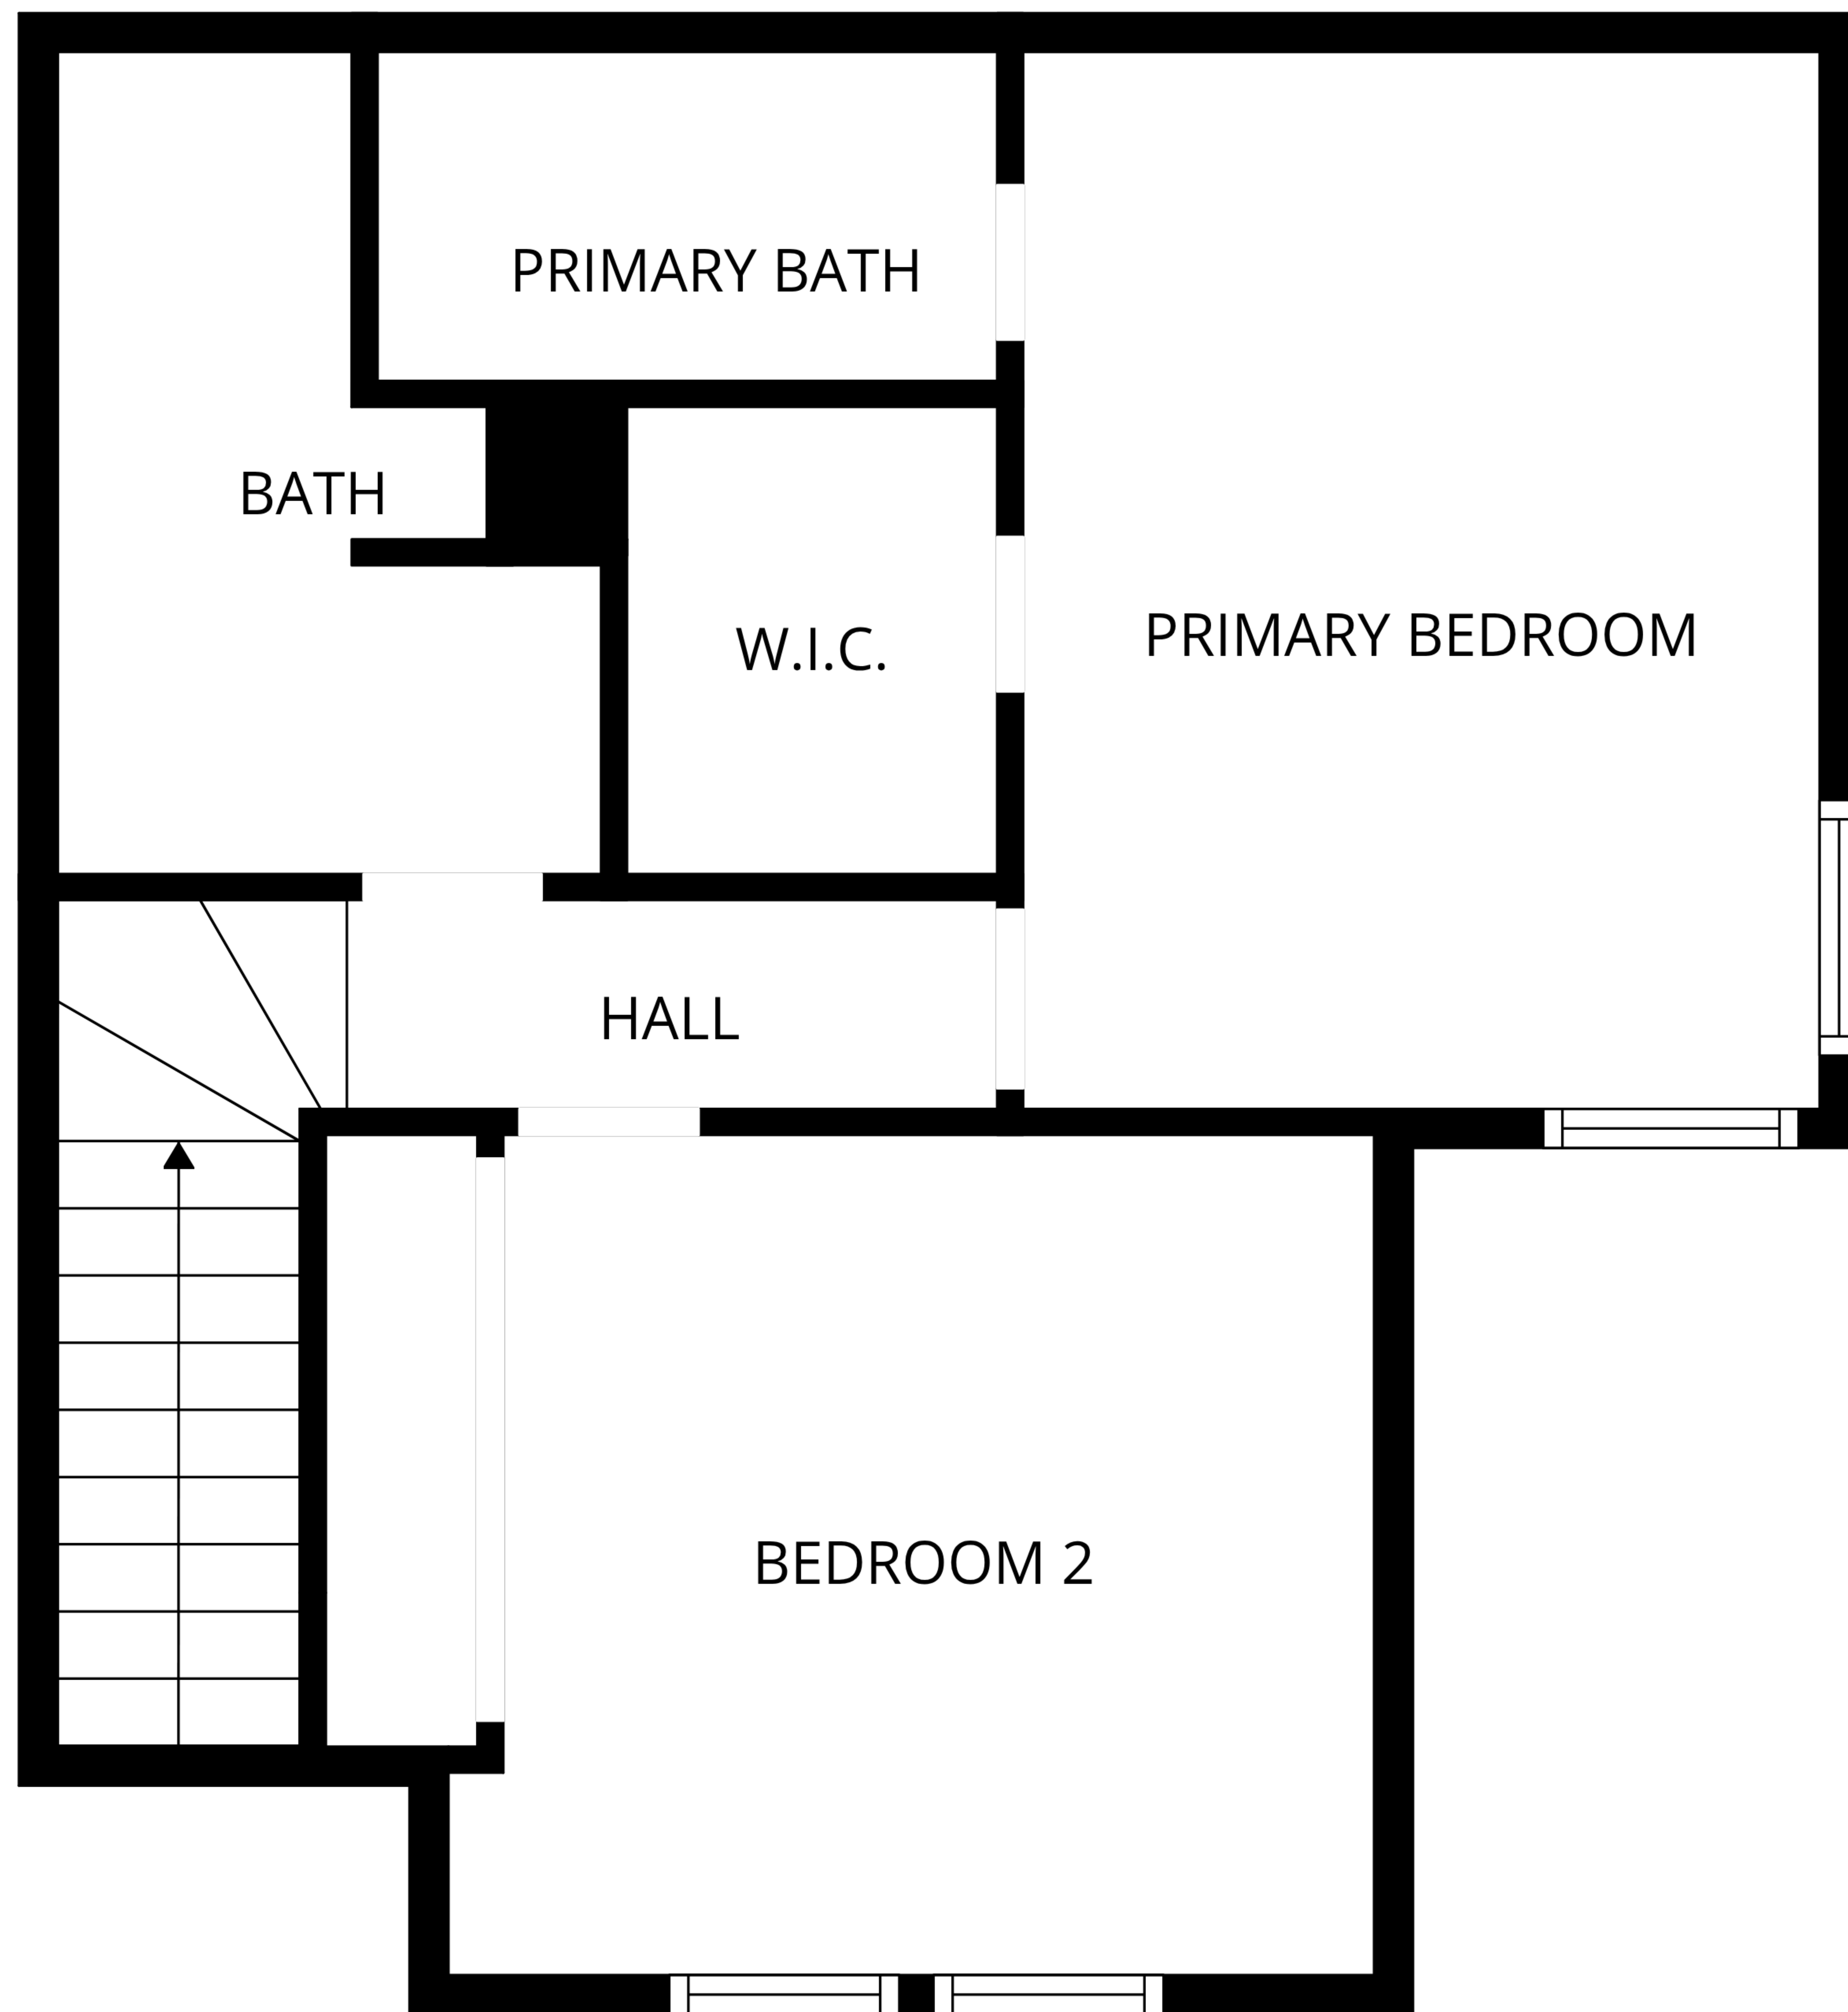 PRIMARY BATH
BATH
W.I.C.
PRIMARY BEDROOM
HALL
BEDROOM 2